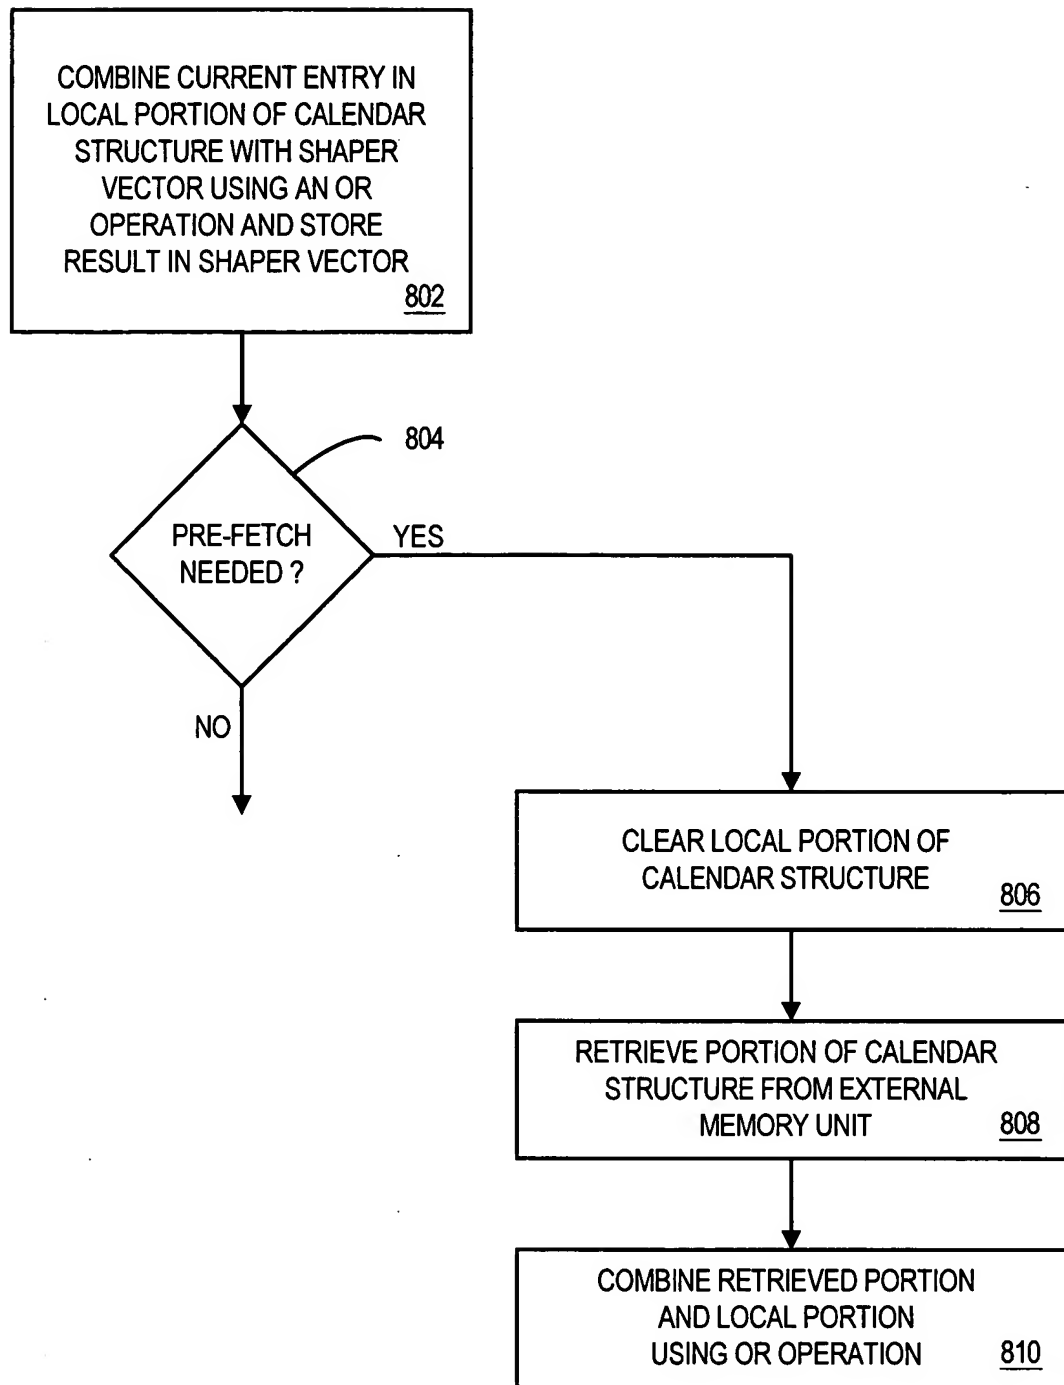 COMBINE CURRENT ENTRY IN
LOCAL PORTION OF CALENDAR
STRUCTURE WITH SHAPER
VECTOR USING AN OR
OPERATION AND STORE
RESULT IN SHAPER VECTOR
802
804
PRE-FETCH
NEEDED ?
YES
NO
CLEAR LOCAL PORTION OF
CALENDAR STRUCTURE
806
RETRIEVE PORTION OF CALENDAR
STRUCTURE FROM EXTERNAL
MEMORY UNIT
808
COMBINE RETRIEVED PORTION
AND LOCAL PORTION
USING OR OPERATION
810